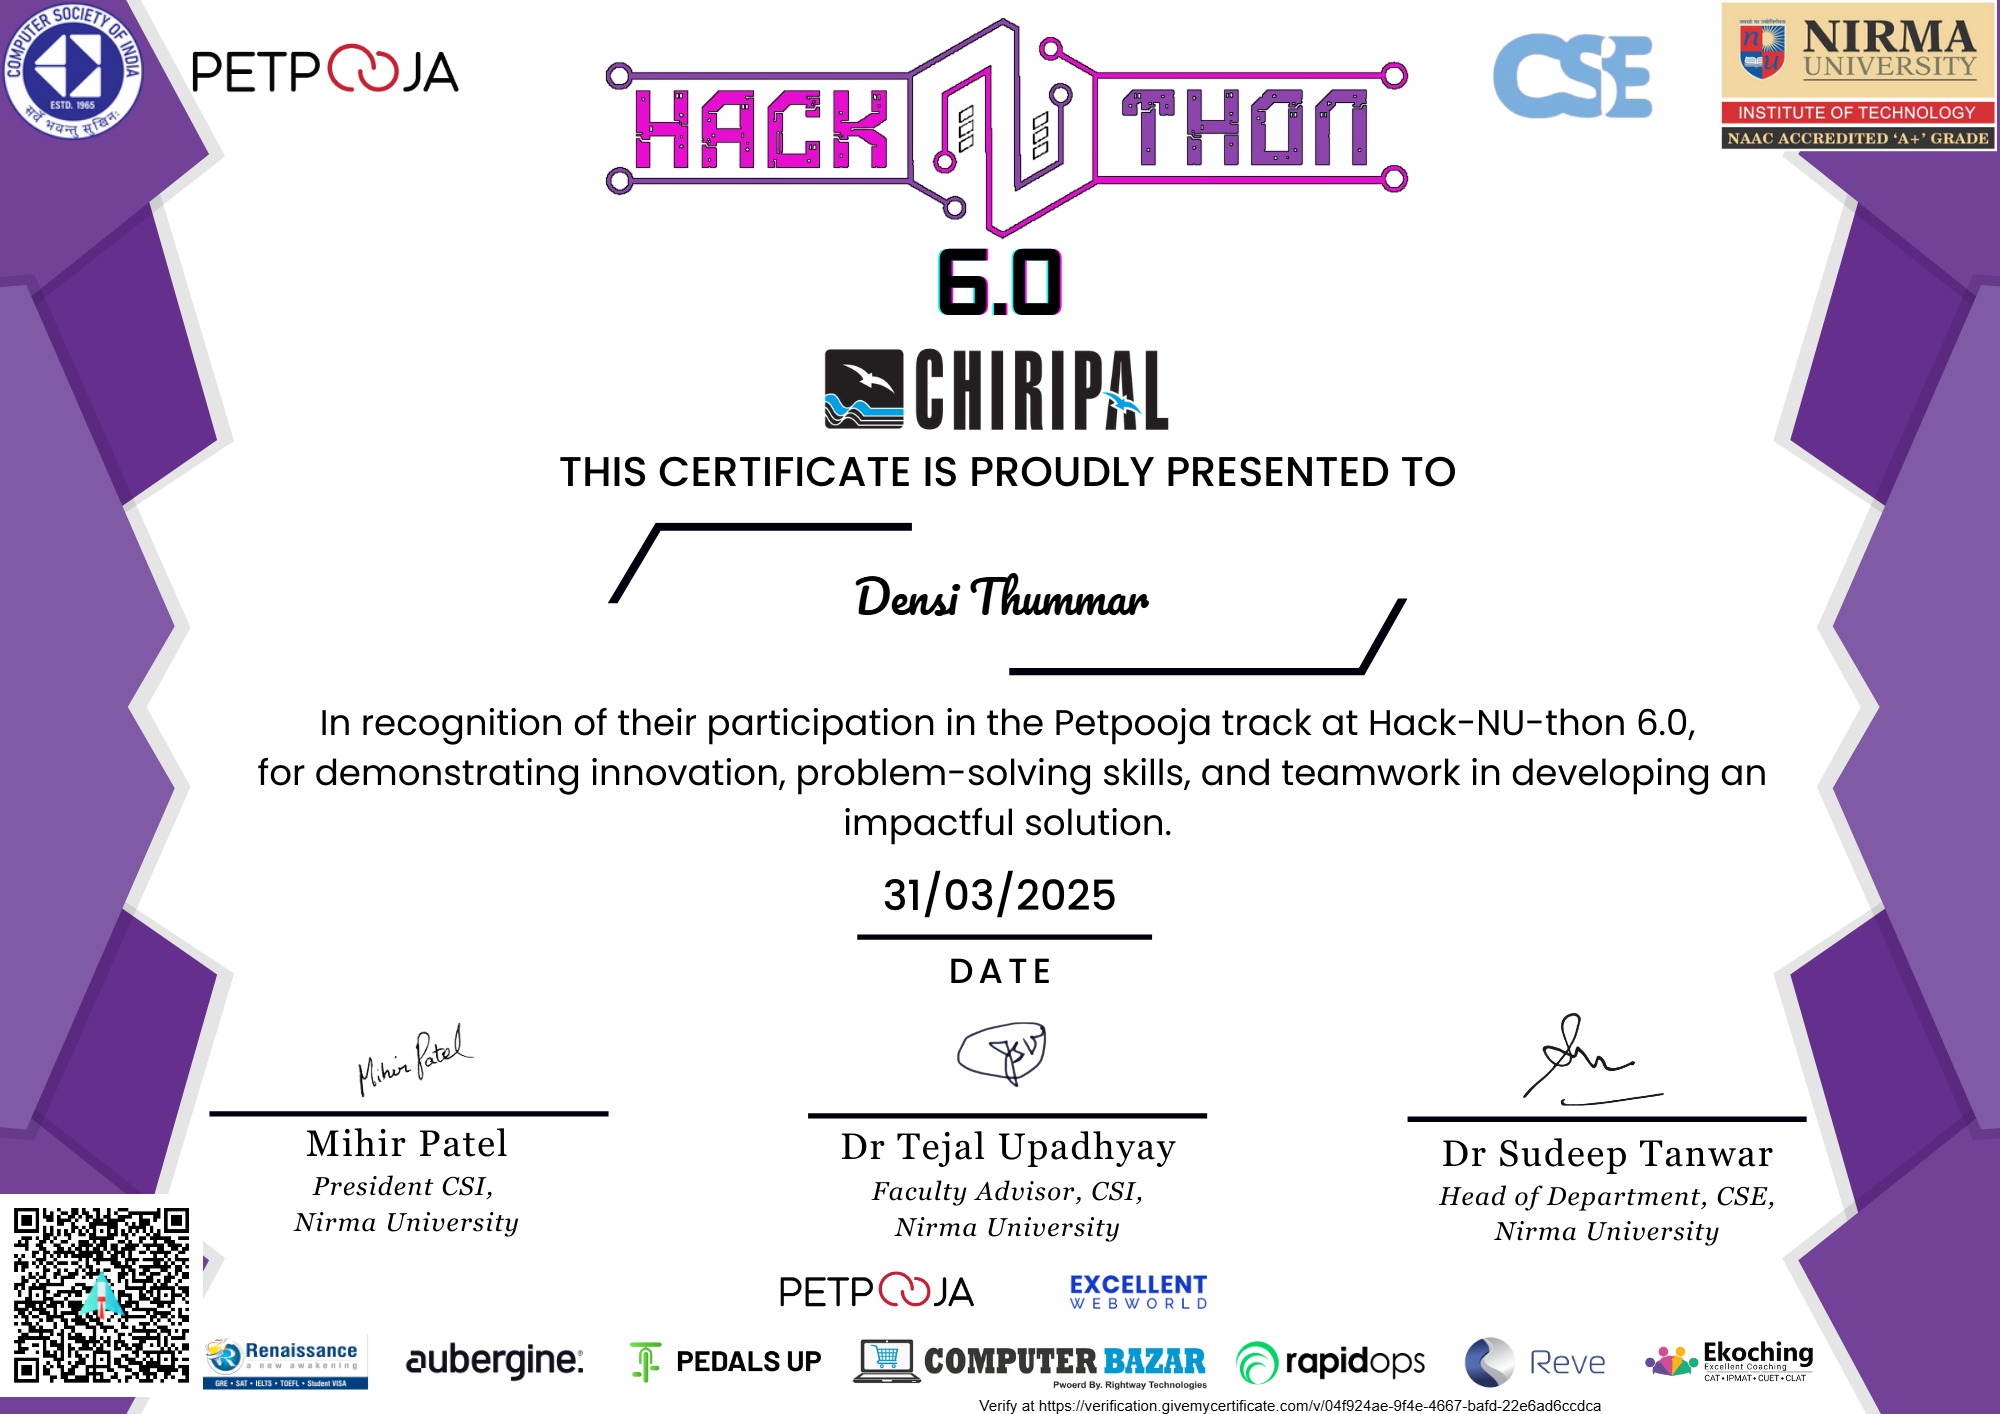 COMPUTER SOCIETY OF INDIA
ESTD. 1965
सर्वे भवन्तु सुखिनः
PETPOOJA
HACK N THON
6.0
CSE
NIRMA
UNIVERSITY
INSTITUTE OF TECHNOLOGY
NAAC ACCREDITED ‘A+’ GRADE
CHIRIPAL
THIS CERTIFICATE IS PROUDLY PRESENTED TO
Densi Thummar
In recognition of their participation in the Petpooja track at Hack-NU-thon 6.0,
for demonstrating innovation, problem-solving skills, and teamwork in developing an
impactful solution.
31/03/2025
DATE
Mihir Patel
Mihir Patel
President CSI,
Nirma University
Dr Tejal Upadhyay
Faculty Advisor, CSI,
Nirma University
Dr Sudeep Tanwar
Head of Department, CSE,
Nirma University
PETPOOJA
EXCELLENT
WEBWORLD
Renaissance
a new awakening
GRE • SAT • IELTS • TOEFL • Student VISA
aubergine.
PEDALS UP
COMPUTER BAZAR
Pwoerd By. Rightway Technologies
rapidops
Reve
Ekoching
Excellent Coaching
CAT • IPMAT • CUET • CLAT
Verify at https://verification.givemycertificate.com/v/04f924ae-9f4e-4667-bafd-22e6ad6ccdca